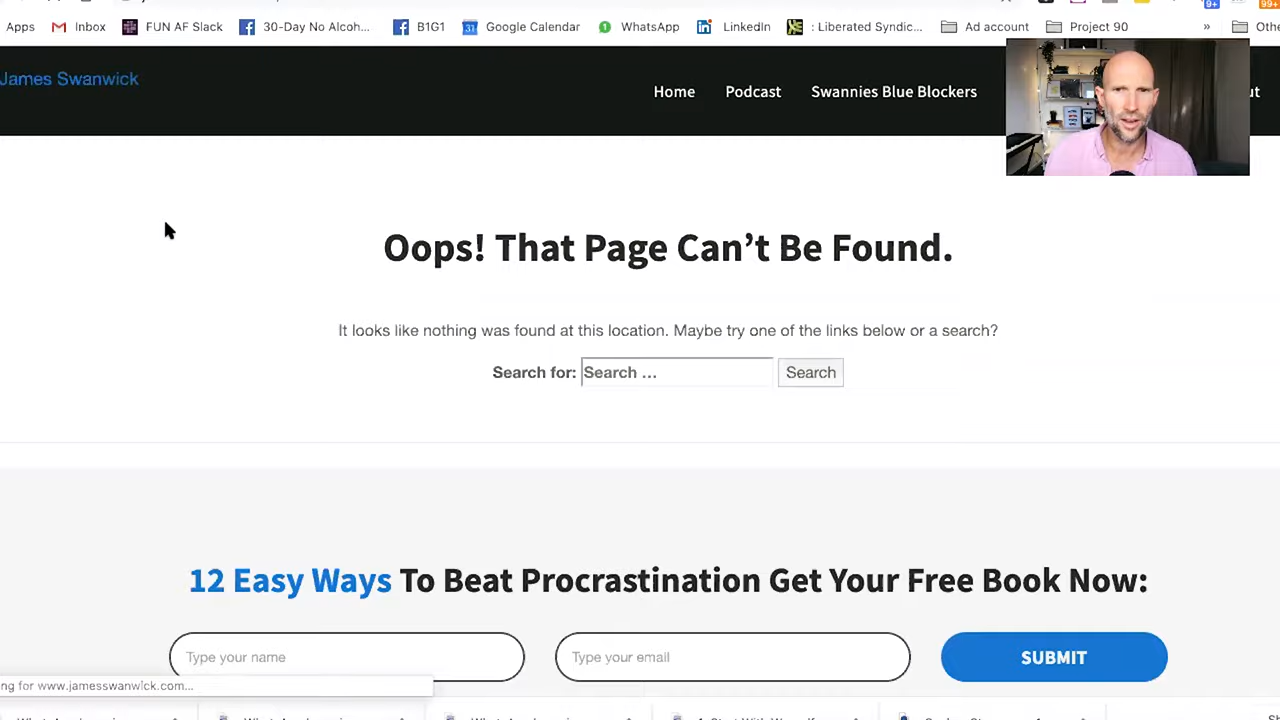 Apps Inbox FUN AF Slack 30-Day No Alcoh... B1G1 Google Calendar WhatsApp LinkedIn : Liberated Syndic... Ad account Project 90 » Othe
James Swanwick
Home Podcast Swannies Blue Blockers ut
Oops! That Page Can’t Be Found.
It looks like nothing was found at this location. Maybe try one of the links below or a search?
Search for: Search ... Search
12 Easy Ways To Beat Procrastination Get Your Free Book Now:
Type your name Type your email SUBMIT
ng for www.jamesswanwick.com...